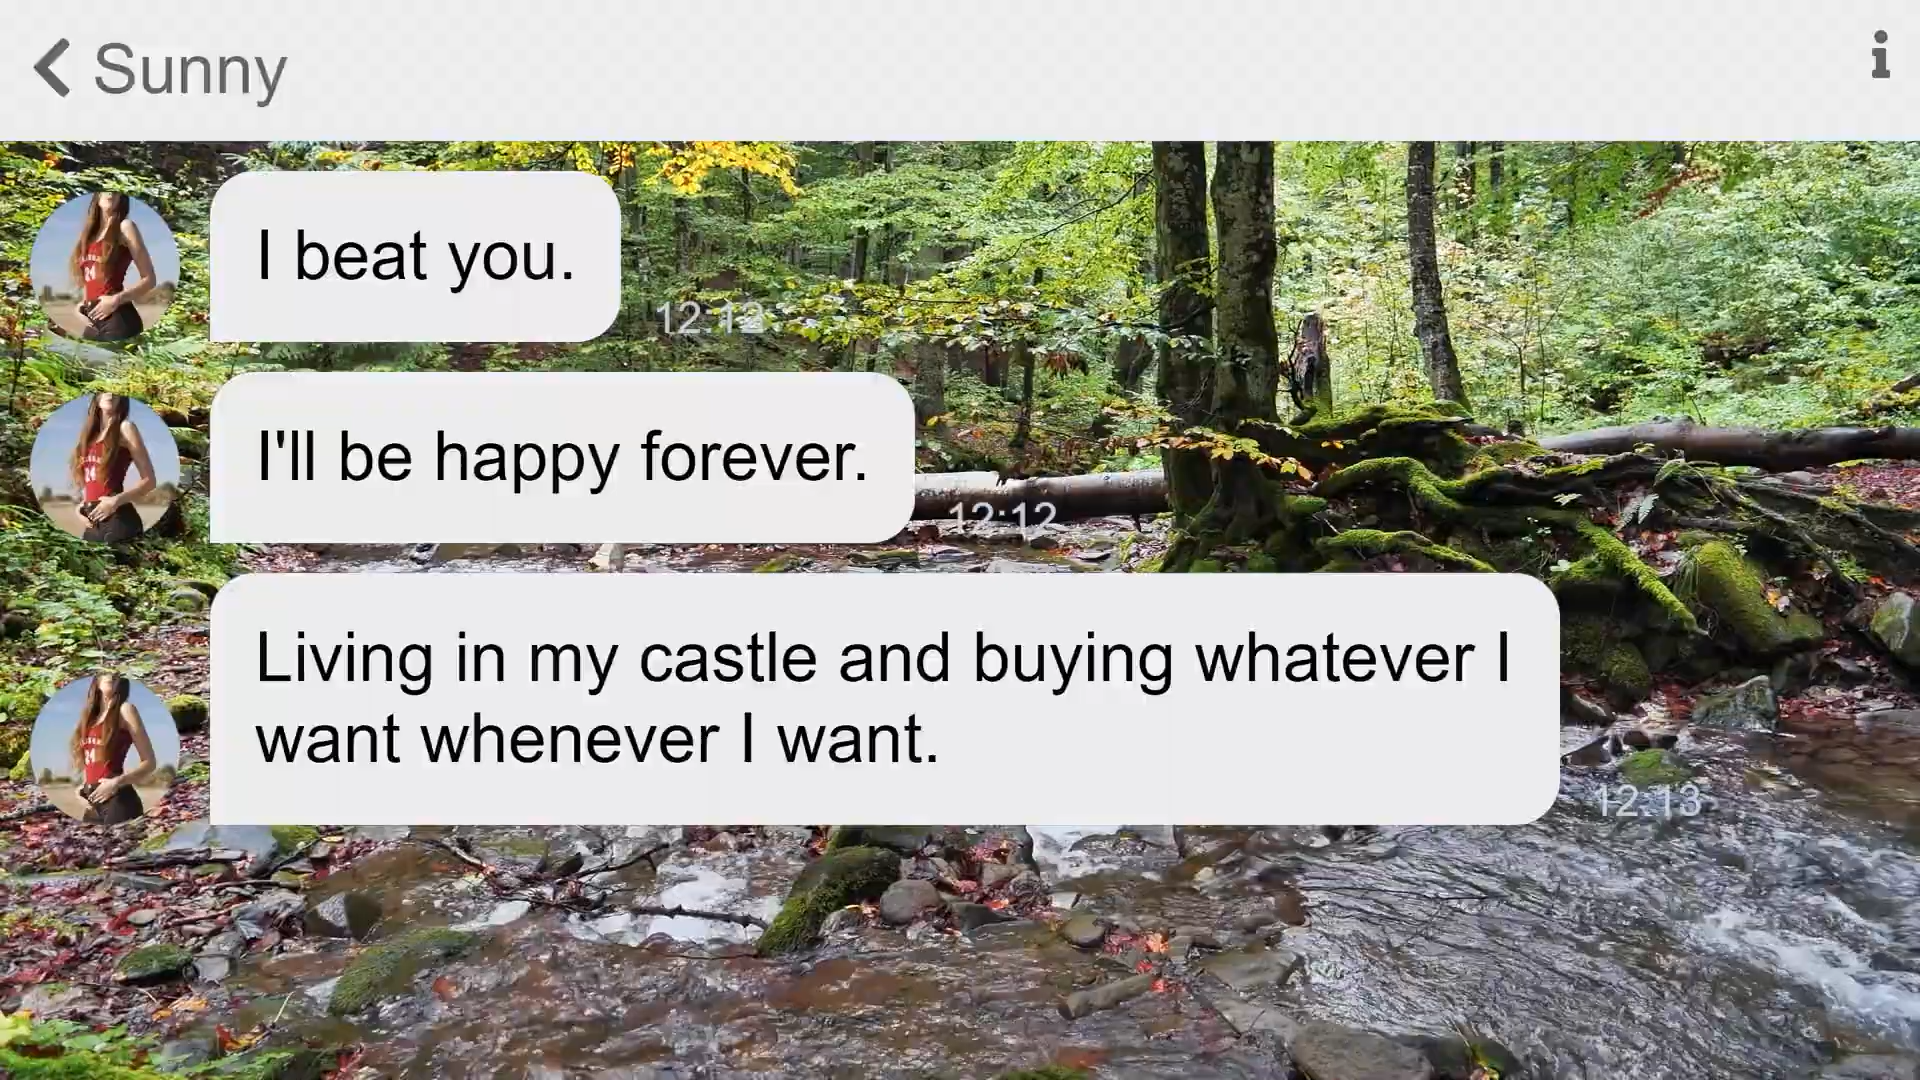 Sunny
I beat you.
12:12
I'll be happy forever.
12:12
Living in my castle and buying whatever I
want whenever I want.
12:13